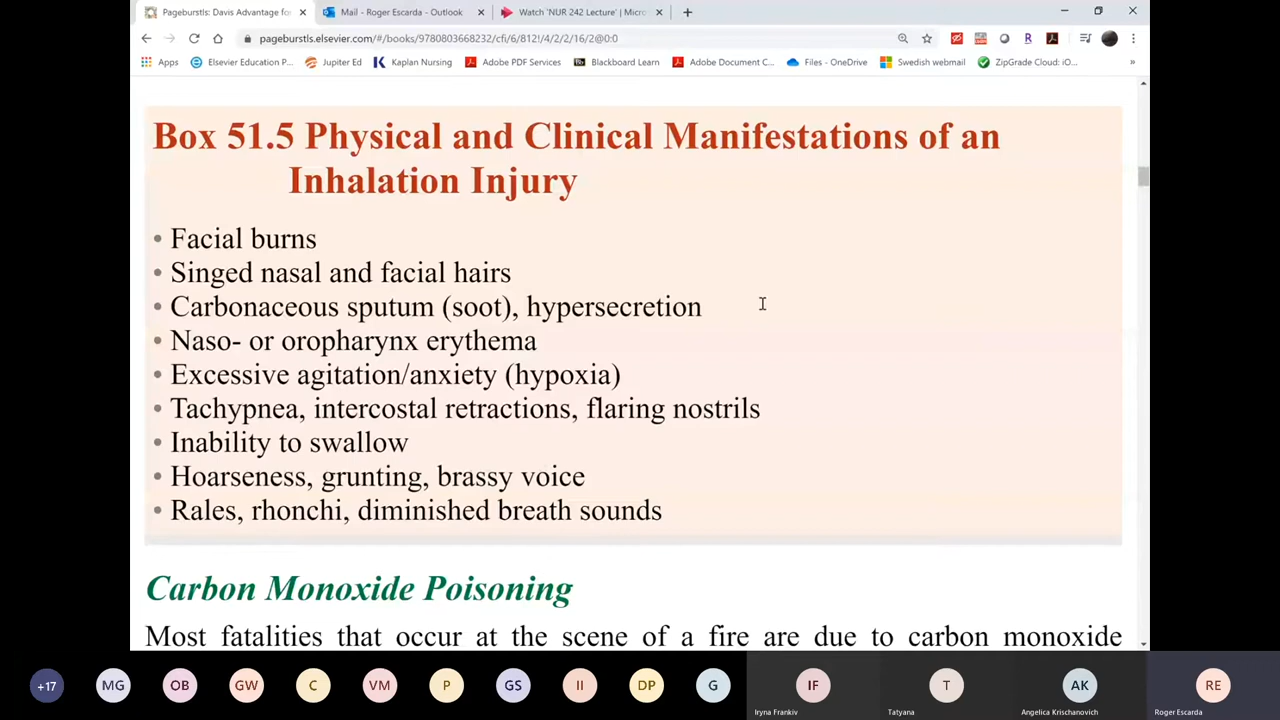 Pageburstls: Davis Advantage for
Mail - Roger Escarda - Outlook
Watch 'NUR 242 Lecture' | Micro
pageburstls.elsevier.com/#/books/9780803668232/cfi/6/812!/4/2/2/16/2@0:0
Apps
Elsevier Education P...
Jupiter Ed
Kaplan Nursing
Adobe PDF Services
Blackboard Learn
Adobe Document C...
Files - OneDrive
Swedish webmail
ZipGrade Cloud: iO...
Box 51.5 Physical and Clinical Manifestations of an
Inhalation Injury
• Facial burns
• Singed nasal and facial hairs
• Carbonaceous sputum (soot), hypersecretion
• Naso- or oropharynx erythema
• Excessive agitation/anxiety (hypoxia)
• Tachypnea, intercostal retractions, flaring nostrils
• Inability to swallow
• Hoarseness, grunting, brassy voice
• Rales, rhonchi, diminished breath sounds
Carbon Monoxide Poisoning
Most fatalities that occur at the scene of a fire are due to carbon monoxide
+17
MG
OB
GW
C
VM
P
GS
II
DP
G
IF
T
AK
RE
Iryna Frankiv
Tatyana
Angelica Krischanovich
Roger Escarda